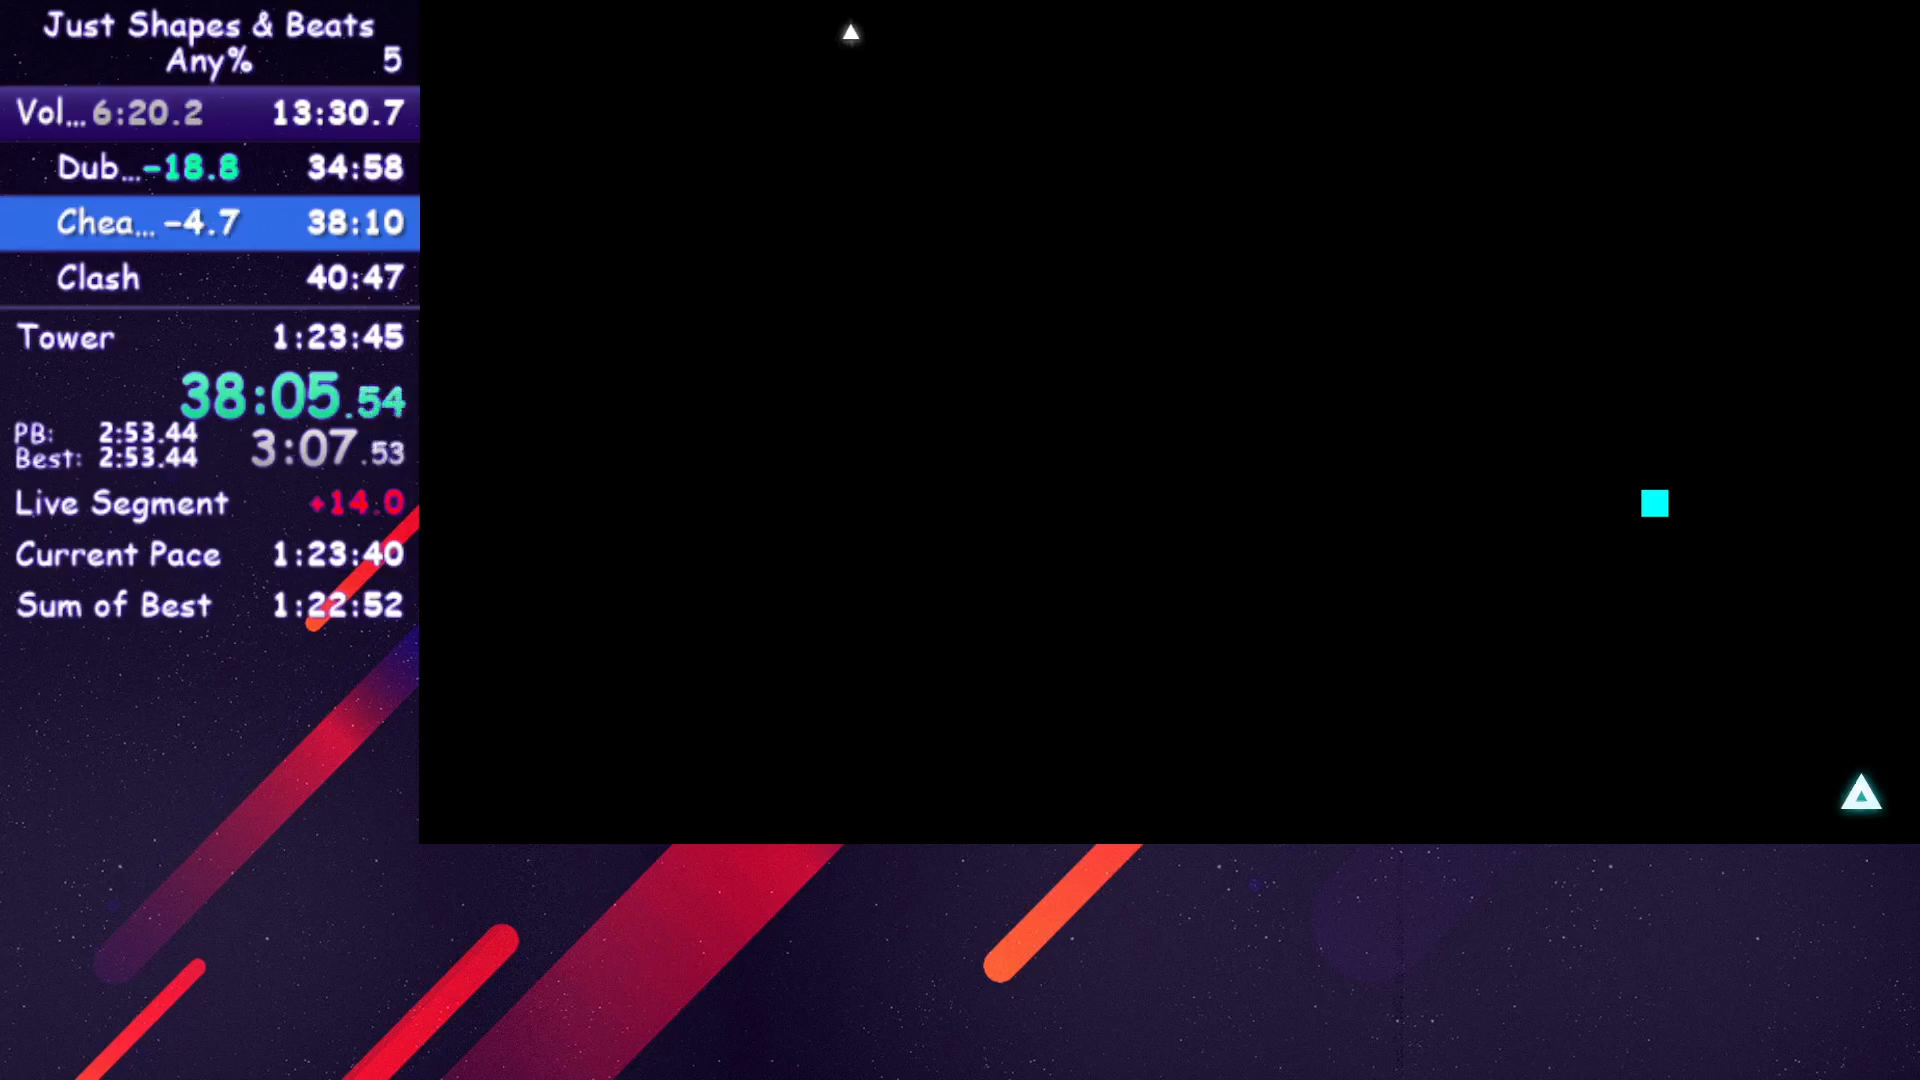 Just Shapes & Beats
Any% 5
Vol... 6:20.2 13:30.7
Dub... -18.8 34:58
Chea... -4.7 38:10
Clash 40:47
Tower 1:23:45
38:05.54
PB: 2:53.44
Best: 2:53.44
3:07.53
Live Segment +14.0
Current Pace 1:23:40
Sum of Best 1:22:52